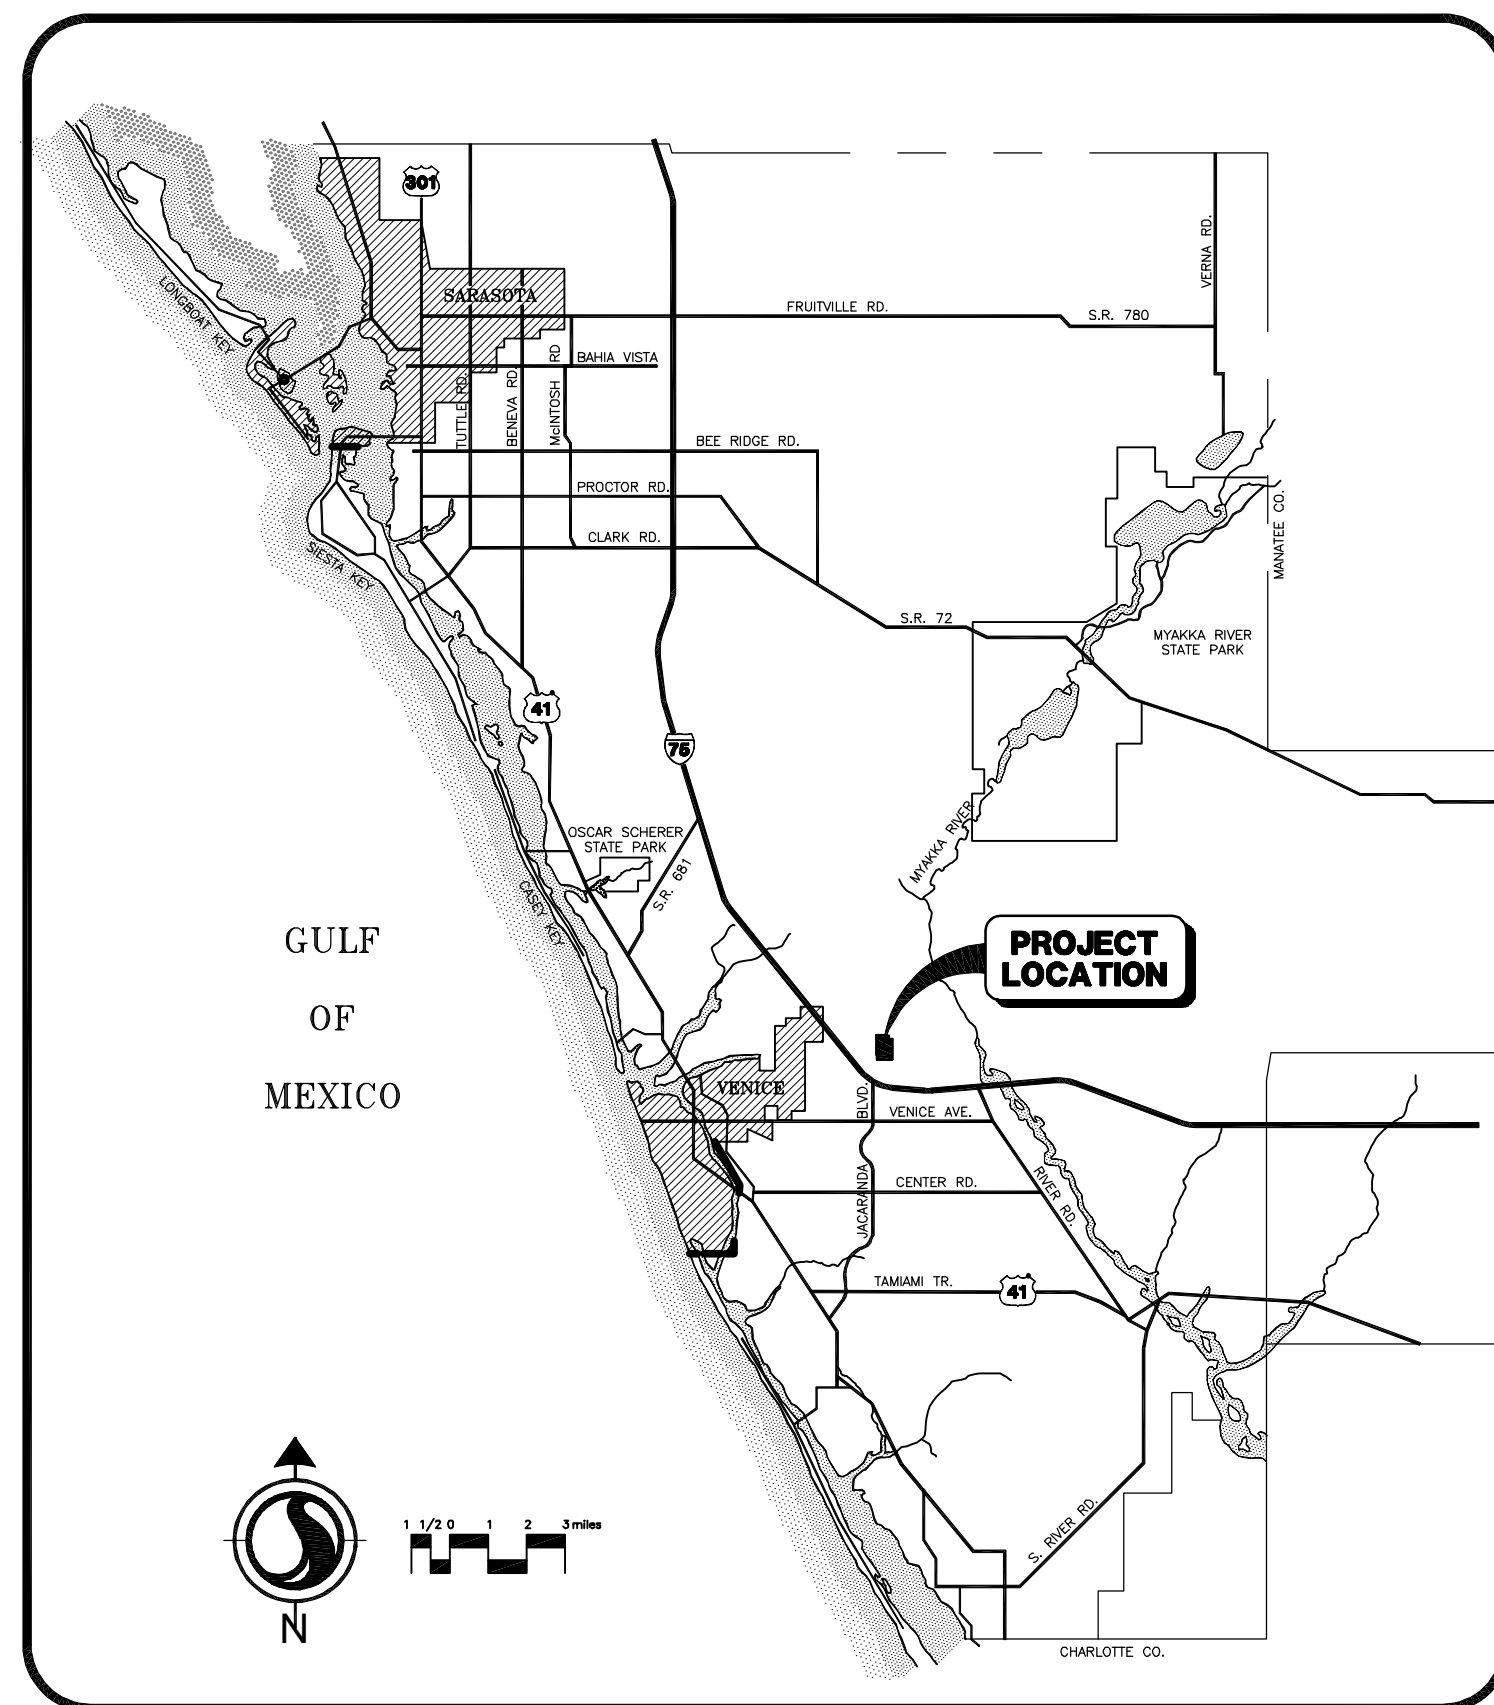 301
VERNA RD.
SARASOTA
FRUITVILLE RD.
S.R. 780
LONGBOAT KEY
BAHIA VISTA
TUTTLE RD.
BENEVA RD.
McINTOSH RD
BEE RIDGE RD.
PROCTOR RD.
CLARK RD.
MANATEE CO.
SIESTA KEY
S.R. 72
MYAKKA RIVER
STATE PARK
41
75
OSCAR SCHERER
STATE PARK
S.R. 681
MYAKKA RIVER
CASEY KEY
GULF
OF
MEXICO
PROJECT
LOCATION
VENICE
JACARANDA BLVD.
VENICE AVE.
CENTER RD.
RIVER RD.
TAMIAMI TR.
41
S. RIVER RD.
CHARLOTTE CO.
1 1/2 0 1 2 3 miles
N